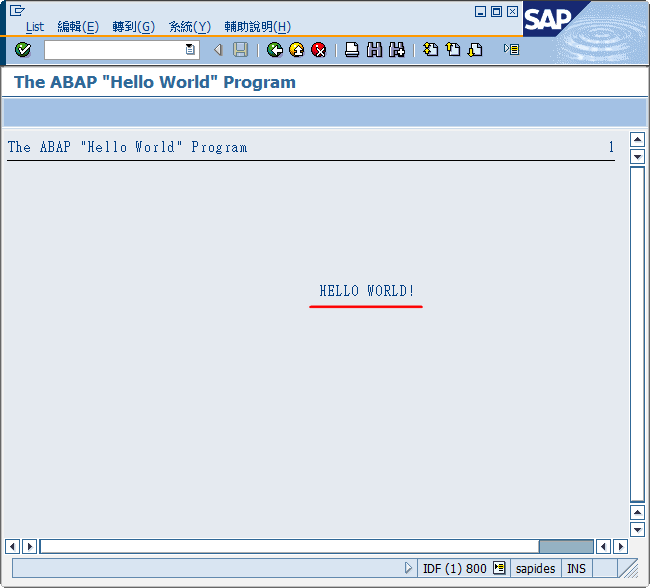 List 編輯(E) 轉到(G) 系統(Y) 輔助說明(H)
SAP
The ABAP "Hello World" Program
The ABAP "Hello World" Program 1
HELLO WORLD!
IDF (1) 800 sapides INS